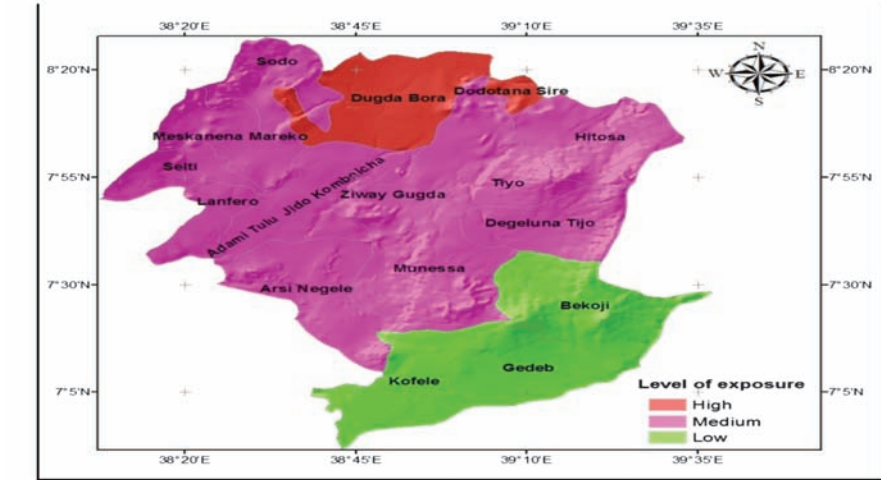 38°20'E 38°45'E 39°10'E 39°35'E
N
W E
S
8°20'N 8°20'N
Sodo
Dugda Bora
Dodotana Sire
Meskanena Mareko
Hitosa
Selti
7°55'N 7°55'N
Tiyo
Adami Tulu Jido Kombolcha
Ziway Gugda
Lanfero
Degeluna Tijo
Munessa
7°30'N 7°30'N
Arsi Negele
Bekoji
Gedeb
Kofele
7°5'N 7°5'N
Level of exposure
High
Medium
Low
38°20'E 38°45'E 39°10'E 39°35'E